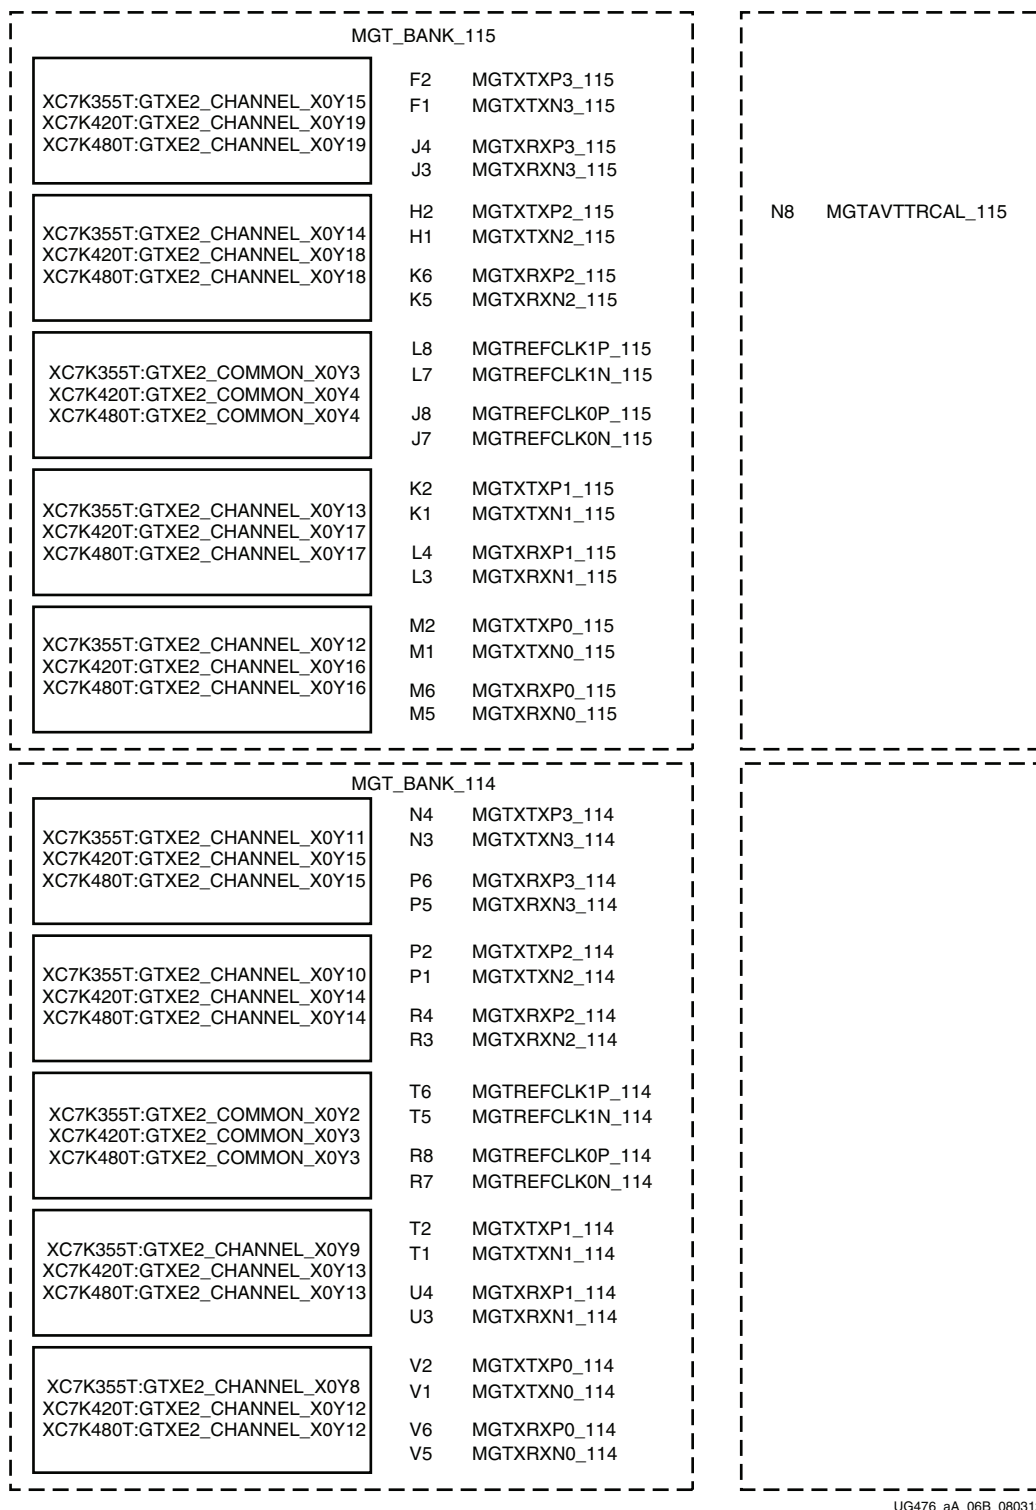 MGT_BANK_115
XC7K355T:GTXE2_CHANNEL_X0Y15
XC7K420T:GTXE2_CHANNEL_X0Y19
XC7K480T:GTXE2_CHANNEL_X0Y19
F2 MGTXTXP3_115
F1 MGTXTXN3_115
J4 MGTXRXP3_115
J3 MGTXRXN3_115
XC7K355T:GTXE2_CHANNEL_X0Y14
XC7K420T:GTXE2_CHANNEL_X0Y18
XC7K480T:GTXE2_CHANNEL_X0Y18
H2 MGTXTXP2_115
H1 MGTXTXN2_115
K6 MGTXRXP2_115
K5 MGTXRXN2_115
XC7K355T:GTXE2_COMMON_X0Y3
XC7K420T:GTXE2_COMMON_X0Y4
XC7K480T:GTXE2_COMMON_X0Y4
L8 MGTREFCLK1P_115
L7 MGTREFCLK1N_115
J8 MGTREFCLK0P_115
J7 MGTREFCLK0N_115
XC7K355T:GTXE2_CHANNEL_X0Y13
XC7K420T:GTXE2_CHANNEL_X0Y17
XC7K480T:GTXE2_CHANNEL_X0Y17
K2 MGTXTXP1_115
K1 MGTXTXN1_115
L4 MGTXRXP1_115
L3 MGTXRXN1_115
XC7K355T:GTXE2_CHANNEL_X0Y12
XC7K420T:GTXE2_CHANNEL_X0Y16
XC7K480T:GTXE2_CHANNEL_X0Y16
M2 MGTXTXP0_115
M1 MGTXTXN0_115
M6 MGTXRXP0_115
M5 MGTXRXN0_115
N8 MGTAVTTRCAL_115
MGT_BANK_114
XC7K355T:GTXE2_CHANNEL_X0Y11
XC7K420T:GTXE2_CHANNEL_X0Y15
XC7K480T:GTXE2_CHANNEL_X0Y15
N4 MGTXTXP3_114
N3 MGTXTXN3_114
P6 MGTXRXP3_114
P5 MGTXRXN3_114
XC7K355T:GTXE2_CHANNEL_X0Y10
XC7K420T:GTXE2_CHANNEL_X0Y14
XC7K480T:GTXE2_CHANNEL_X0Y14
P2 MGTXTXP2_114
P1 MGTXTXN2_114
R4 MGTXRXP2_114
R3 MGTXRXN2_114
XC7K355T:GTXE2_COMMON_X0Y2
XC7K420T:GTXE2_COMMON_X0Y3
XC7K480T:GTXE2_COMMON_X0Y3
T6 MGTREFCLK1P_114
T5 MGTREFCLK1N_114
R8 MGTREFCLK0P_114
R7 MGTREFCLK0N_114
XC7K355T:GTXE2_CHANNEL_X0Y9
XC7K420T:GTXE2_CHANNEL_X0Y13
XC7K480T:GTXE2_CHANNEL_X0Y13
T2 MGTXTXP1_114
T1 MGTXTXN1_114
U4 MGTXRXP1_114
U3 MGTXRXN1_114
XC7K355T:GTXE2_CHANNEL_X0Y8
XC7K420T:GTXE2_CHANNEL_X0Y12
XC7K480T:GTXE2_CHANNEL_X0Y12
V2 MGTXTXP0_114
V1 MGTXTXN0_114
V6 MGTXRXP0_114
V5 MGTXRXN0_114
UG476_aA_06B_08031